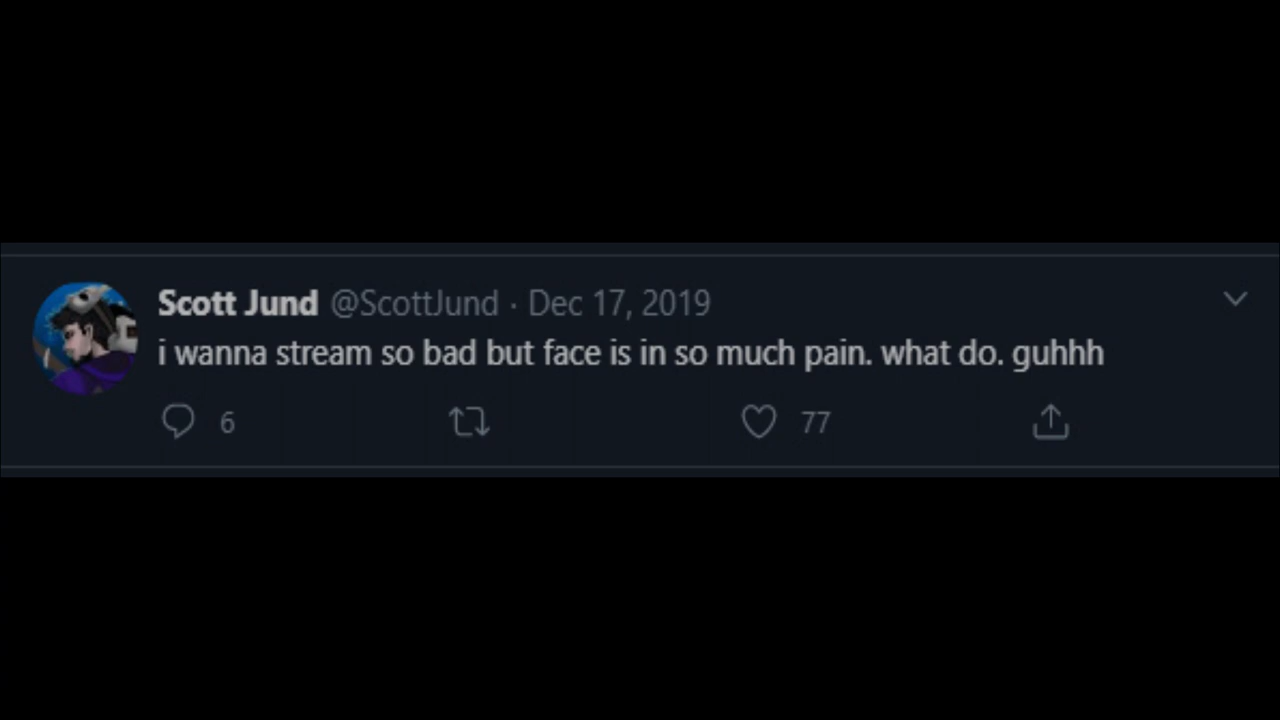 Scott Jund @ScottJund · Dec 17, 2019
i wanna stream so bad but face is in so much pain. what do. guhhh
6 77